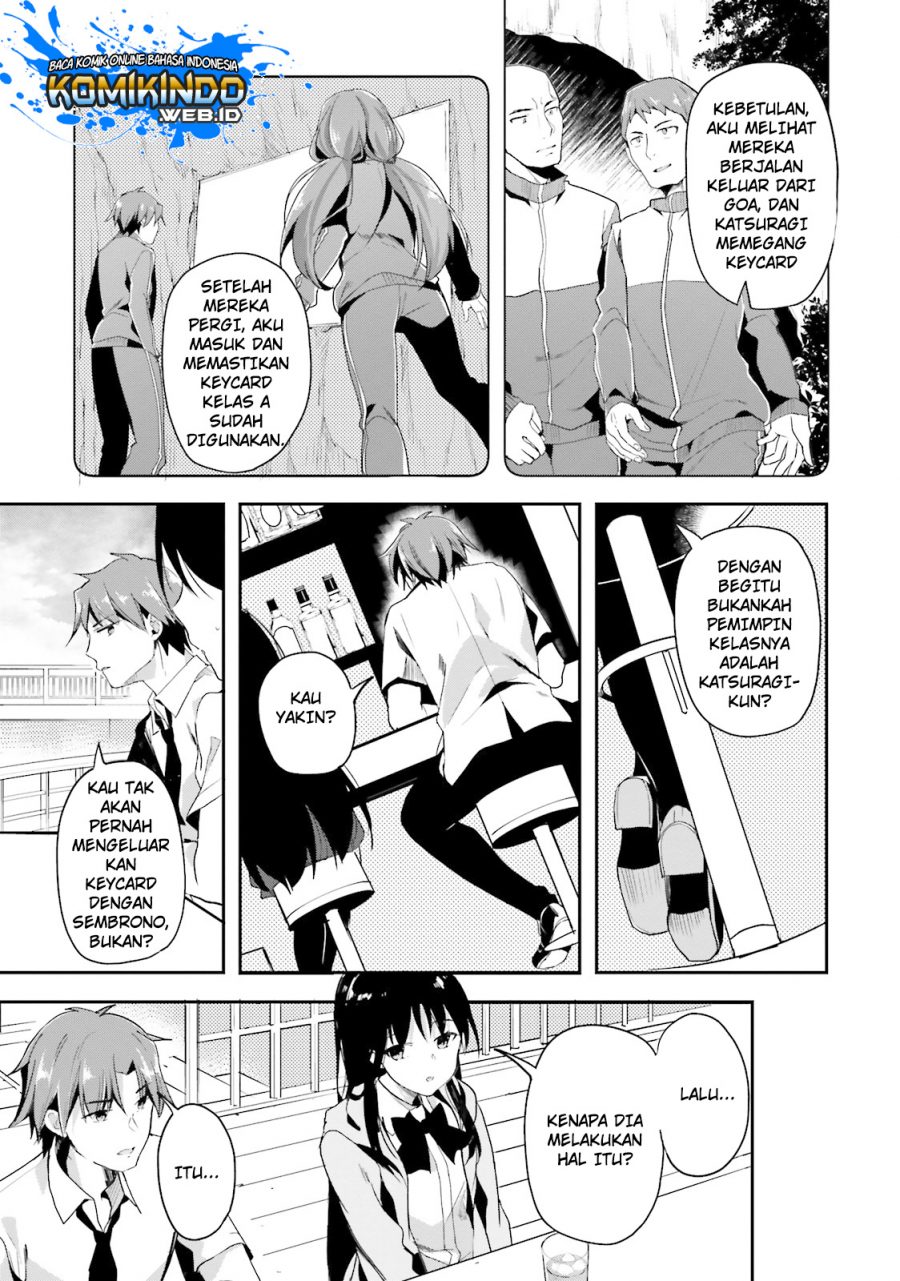 BACA KOMIK ONLINE BAHASA INDONESIA
KOMIKINDO
WEB.ID
KEBETULAN,
AKU MELIHAT
MEREKA
BERJALAN
KELUAR DARI
GOA, DAN
KATSURAGI
MEMEGANG
KEYCARD
SETELAH
MEREKA
PERGI, AKU
MASUK DAN
MEMASTIKAN
KEYCARD
KELAS A
SUDAH
DIGUNAKAN.
DENGAN
BEGITU
BUKANKAH
PEMIMPIN
KELASNYA
ADALAH
KATSURAGI-
KUN?
KAU
YAKIN?
KAU TAK
AKAN
PERNAH
MENGELUAR
KAN
KEYCARD
DENGAN
SEMBRONO,
BUKAN?
LALU...
KENAPA DIA
MELAKUKAN
HAL ITU?
ITU...